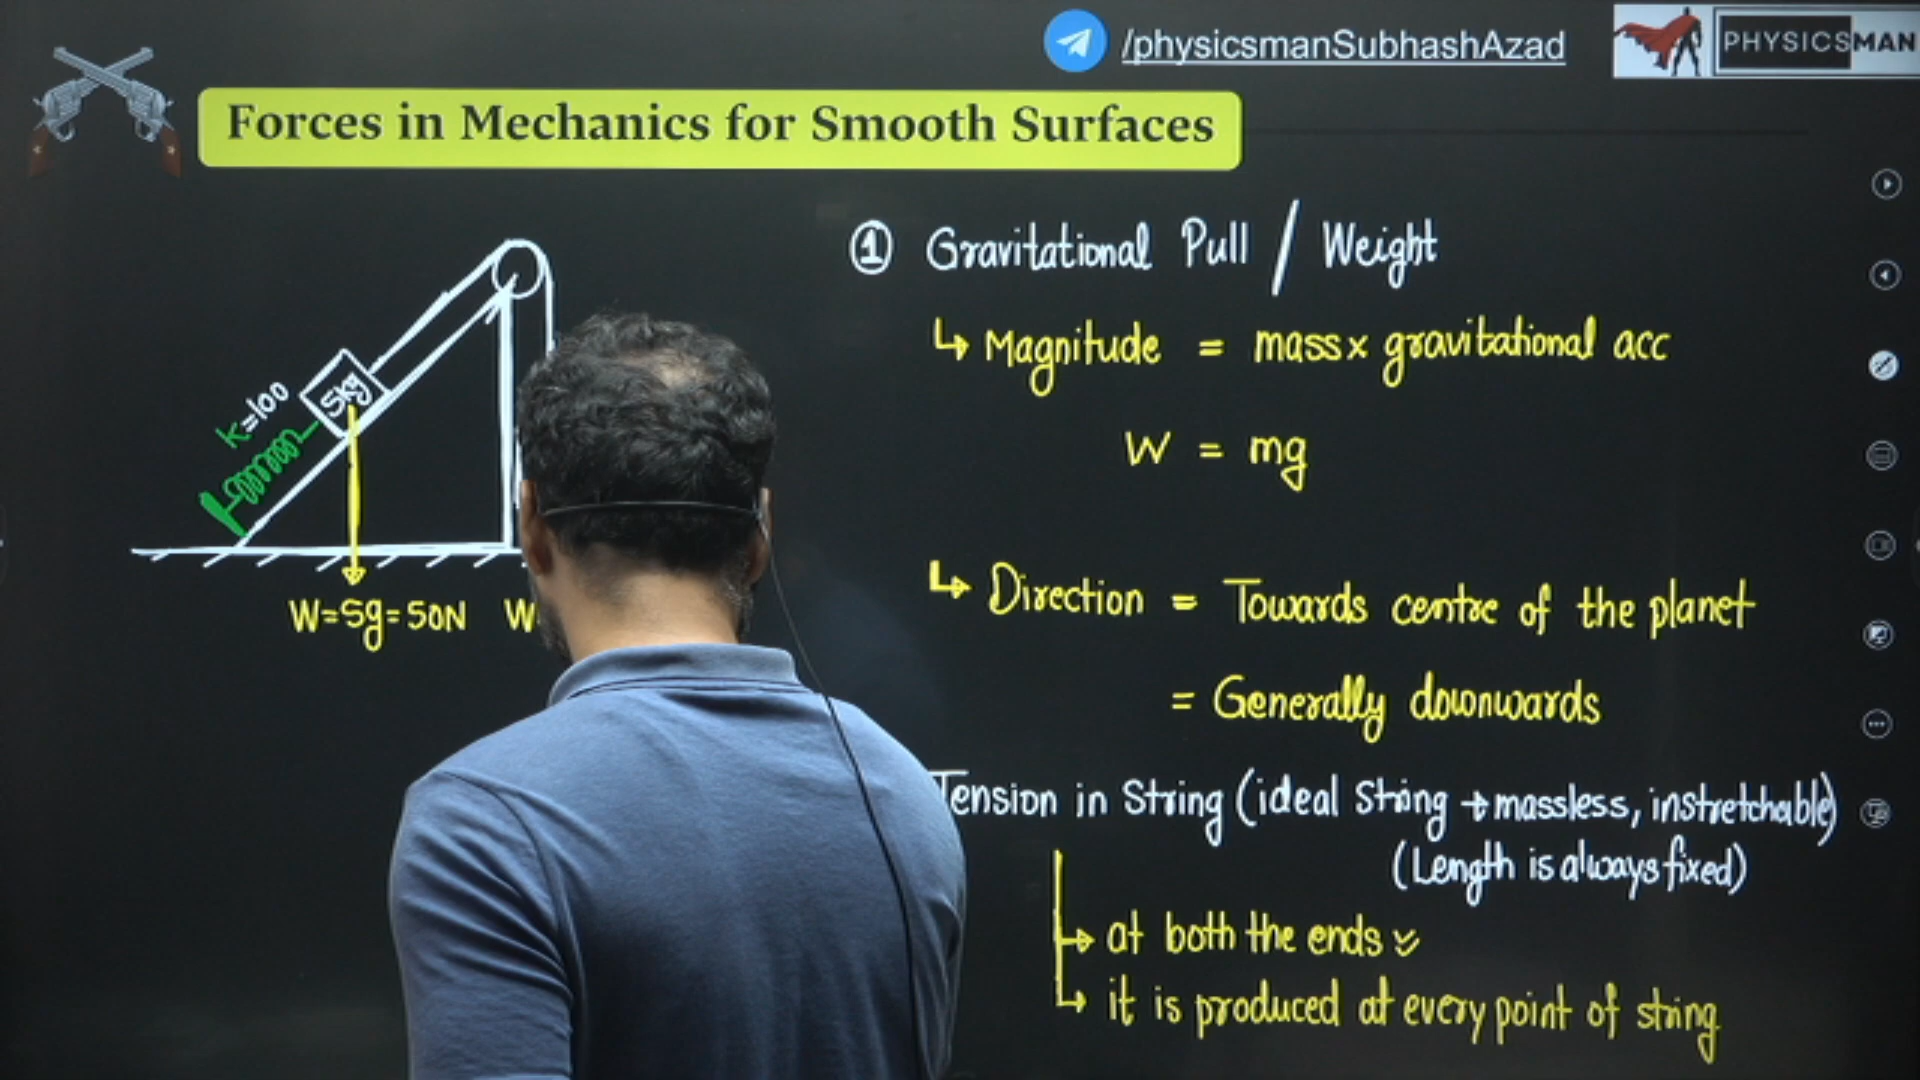 /physicsmanSubhashAzad
PHYSICSMAN
Forces in Mechanics for Smooth Surfaces
① Gravitational Pull / Weight
↳ Magnitude = mass x gravitational acc
W = mg
↳ Direction = Towards centre of the planet
= Generally downwards
Tension in String (ideal String → massless, instretchable)
(Length is always fixed)
→ at both the ends
↳ it is produced at every point of string
k=100
5kg
W=5g=50N W